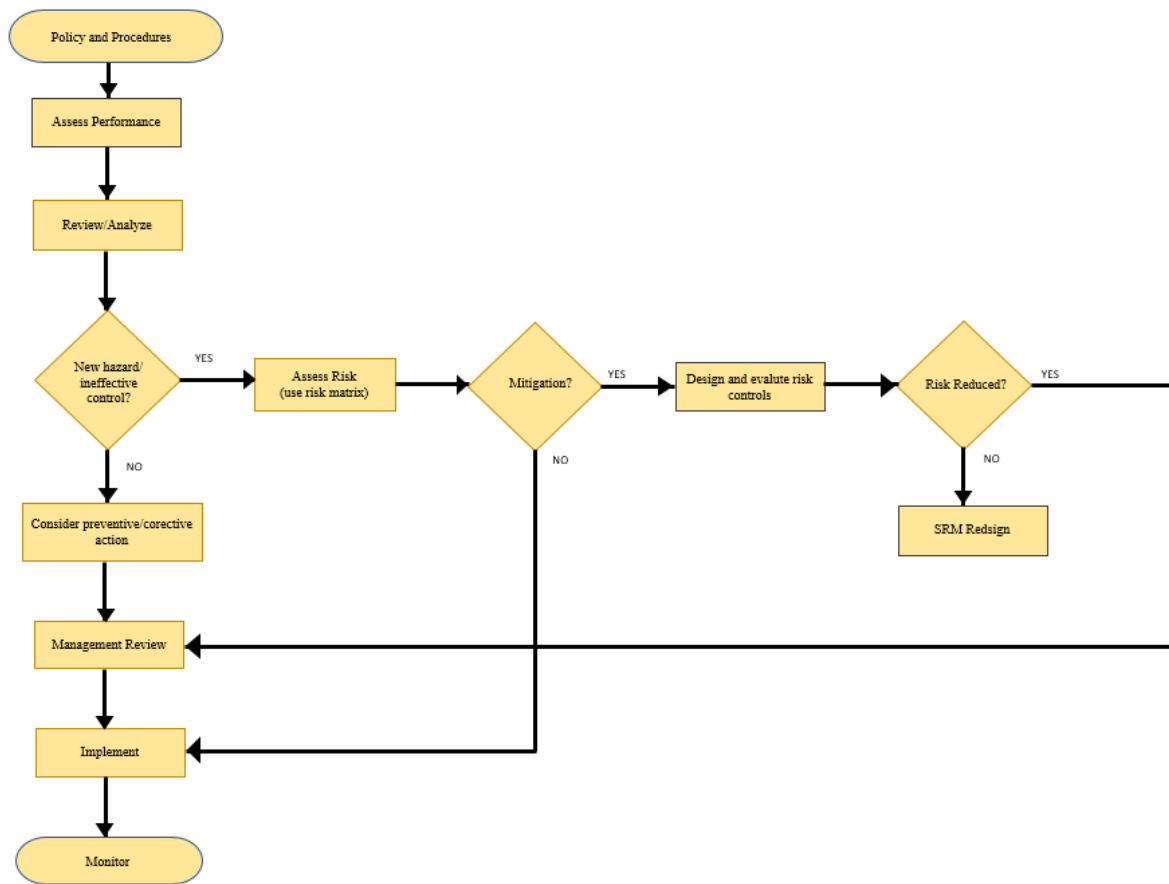 Policy and Procedures
Assess Performance
Review/Analyze
New hazard/
ineffective
control?
YES
Assess Risk
(use risk matrix)
Mitigation?
YES
Design and evaluate risk
controls
Risk Reduced?
YES
NO
NO
NO
Consider preventive/corective
action
SRM Redsign
Management Review
Implement
Monitor